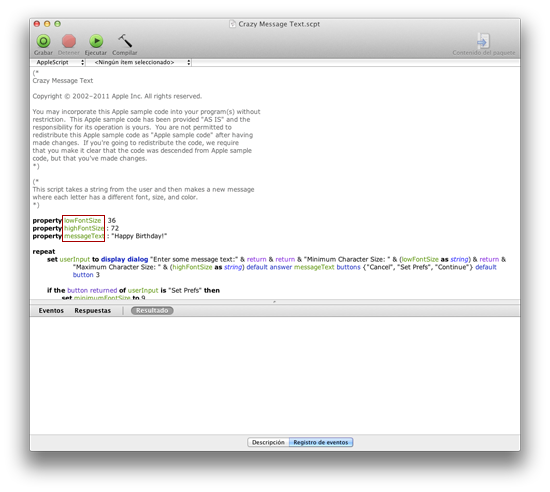 Crazy Message Text.scpt
Grabar Detener Ejecutar Compilar Contenido del paquete
AppleScript <Ningún ítem seleccionado>
(*
Crazy Message Text
Copyright © 2002–2011 Apple Inc. All rights reserved.
You may incorporate this Apple sample code into your program(s) without
restriction.  This Apple sample code has been provided "AS IS" and the
responsibility for its operation is yours.  You are not permitted to
redistribute this Apple sample code as "Apple sample code" after having
made changes.  If you're going to redistribute the code, we require
that you make it clear that the code was descended from Apple sample
code, but that you've made changes.
*)
(*
This script takes a string from the user and then makes a new message
where each letter has a different font, size, and color.
*)
property lowFontSize : 36
property highFontSize : 72
property messageText : "Happy Birthday!"
repeat
set userInput to display dialog "Enter some message text:" & return & return & "Minimum Character Size: " & (lowFontSize as string) & return &
"Maximum Character Size: " & (highFontSize as string) default answer messageText buttons {"Cancel", "Set Prefs", "Continue"} default
button 3
if the button returned of userInput is "Set Prefs" then
set minimumFontSize to 9
Eventos Respuestas Resultado
Descripción Registro de eventos